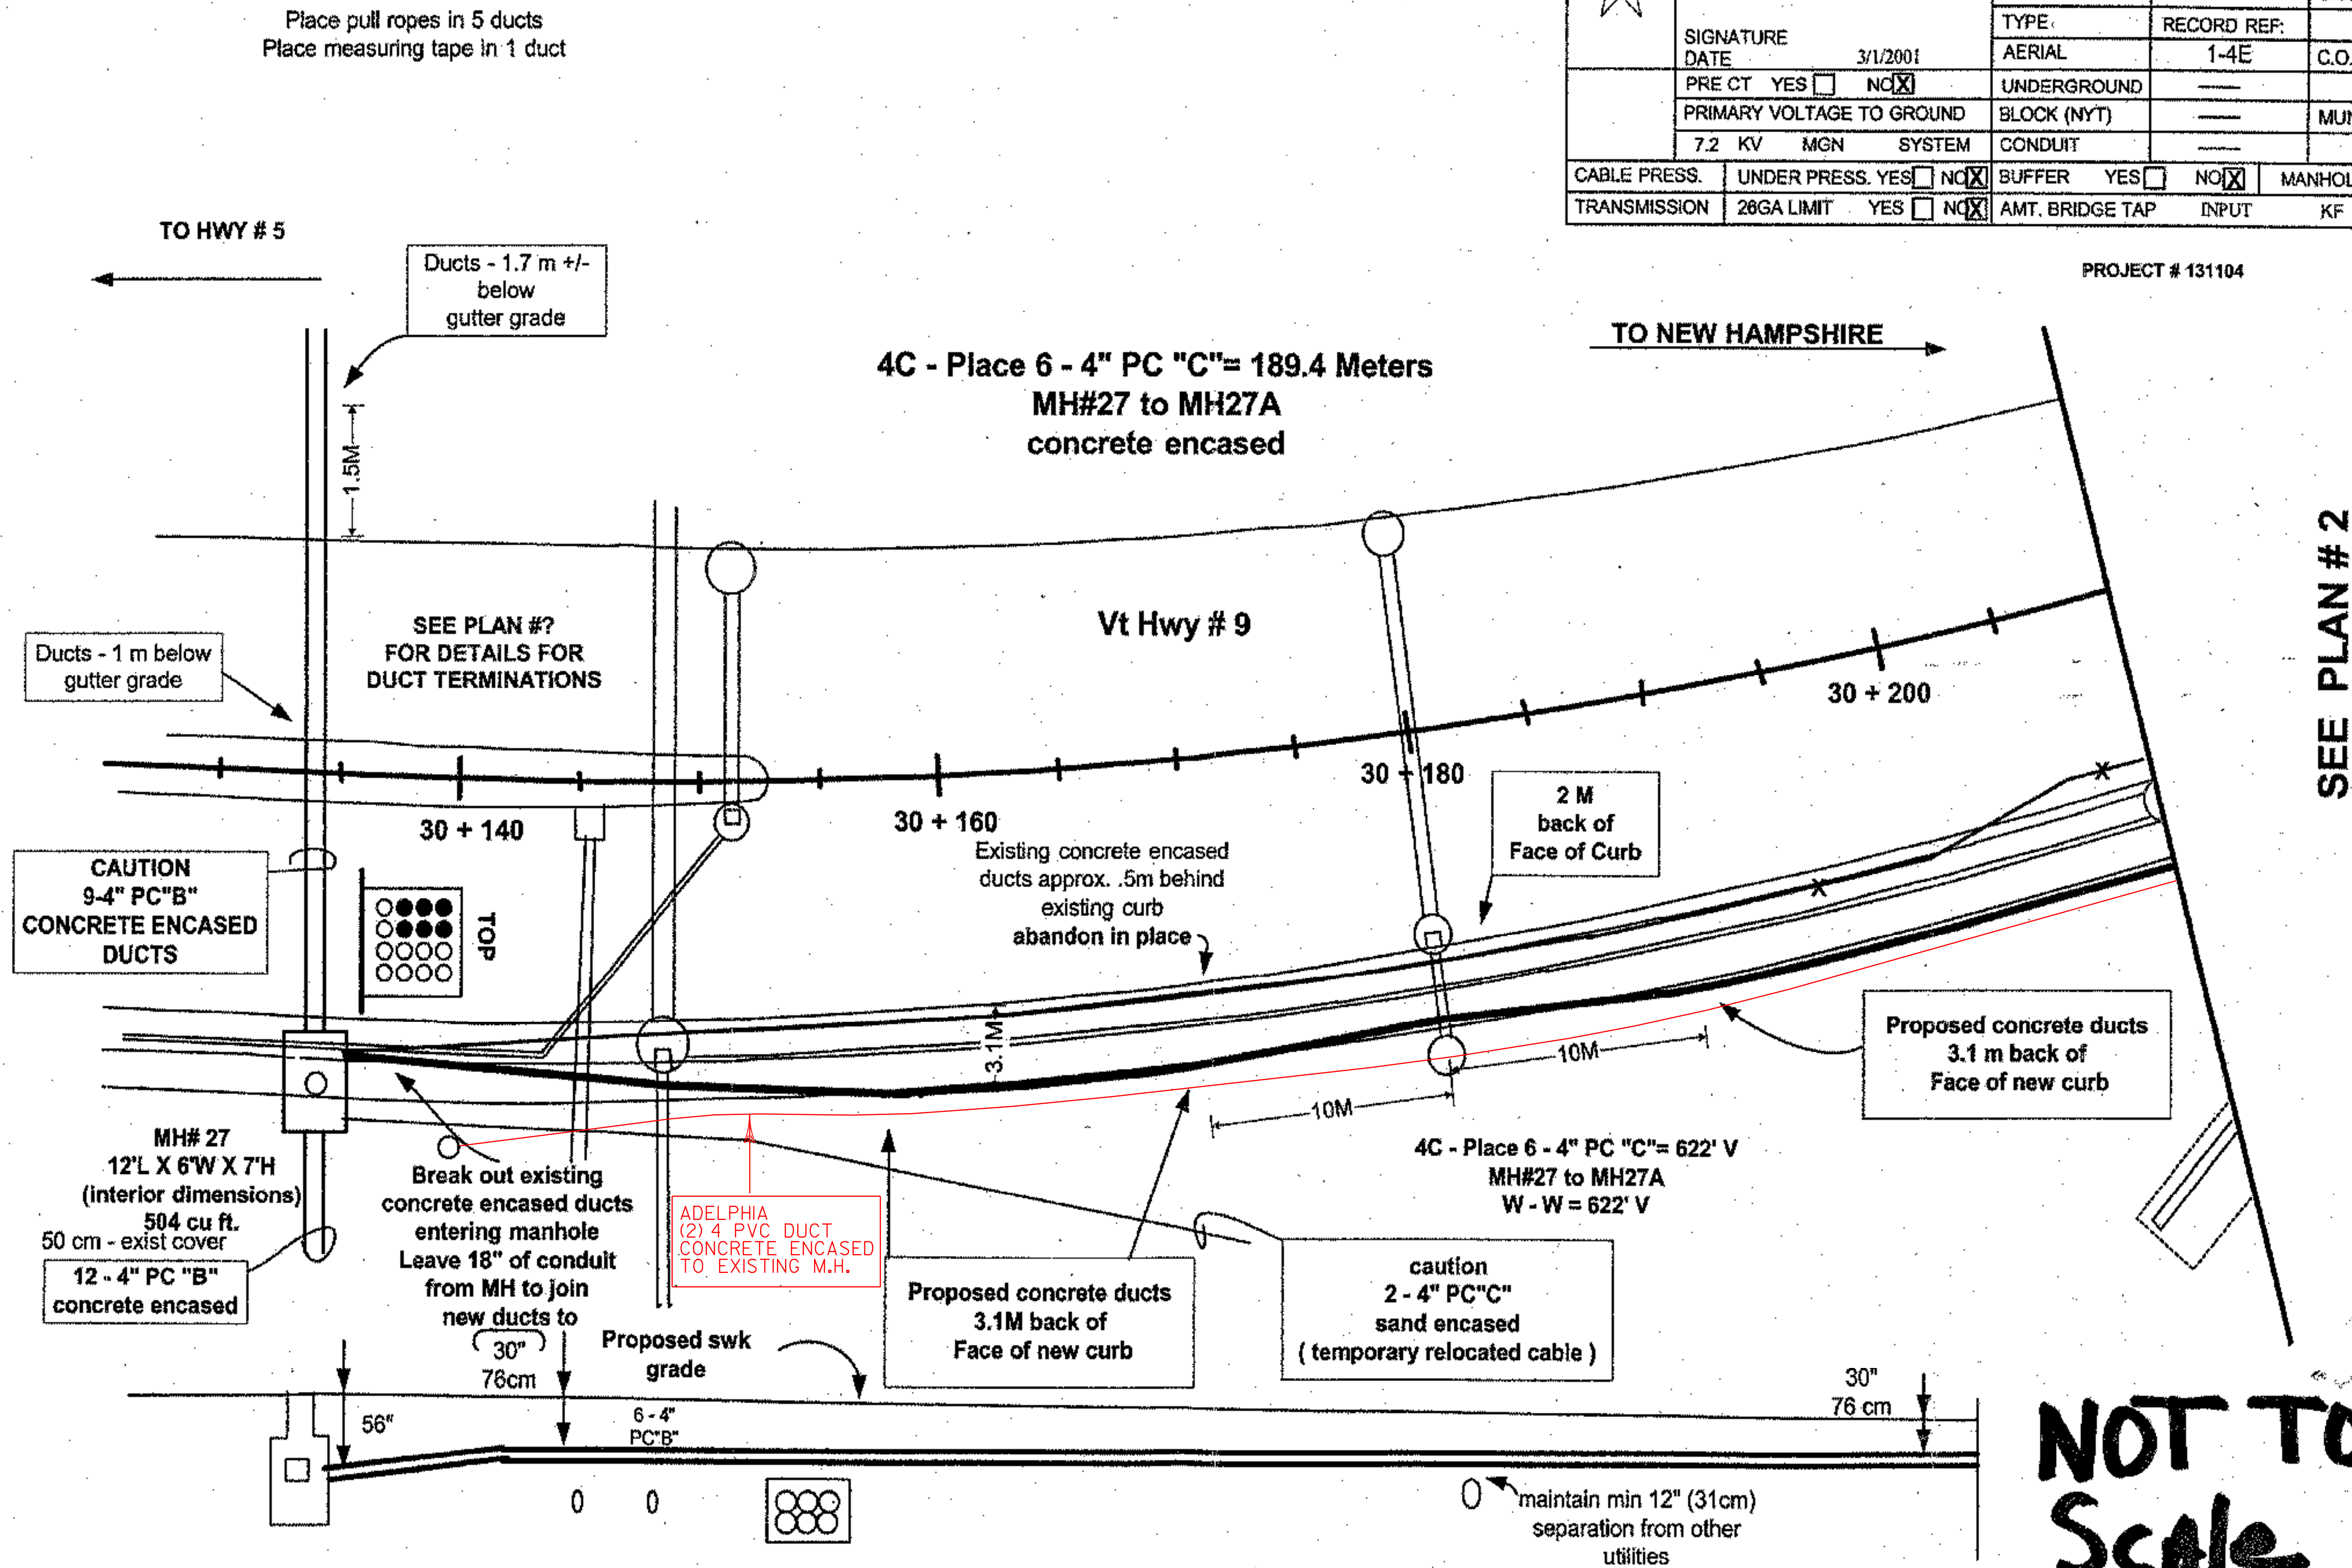 Place pull ropes in 5 ducts
Place measuring tape in 1 duct
SIGNATURE
DATE 3/1/2001
PRE CT YES NO X
PRIMARY VOLTAGE TO GROUND
7.2 KV MGN SYSTEM
CABLE PRESS. UNDER PRESS. YES NO X
TRANSMISSION 26GA LIMIT YES NO X
TYPE RECORD REF:
AERIAL 1-4E C.O.
UNDERGROUND
BLOCK (NYT)
CONDUIT
BUFFER YES NO X
AMT. BRIDGE TAP INPUT KF
PROJECT # 131104
TO HWY # 5
Ducts - 1.7 m +/-
below
gutter grade
4C - Place 6 - 4" PC "C"= 189.4 Meters
MH#27 to MH27A
concrete encased
TO NEW HAMPSHIRE
1.5M
SEE PLAN # 2
SEE PLAN #?
FOR DETAILS FOR
DUCT TERMINATIONS
Vt Hwy # 9
Ducts - 1 m below
gutter grade
30 + 140
30 + 160
30 + 180
30 + 200
2 M
back of
Face of Curb
CAUTION
9-4" PC"B"
CONCRETE ENCASED
DUCTS
TOP
Existing concrete encased
ducts approx. .5m behind
existing curb
abandon in place
X
X
3.1M
10M
10M
Proposed concrete ducts
3.1 m back of
Face of new curb
MH# 27
12'L X 6'W X 7'H
(interior dimensions)
504 cu ft.
50 cm - exist cover
12 - 4" PC "B"
concrete encased
Break out existing
concrete encased ducts
entering manhole
Leave 18" of conduit
from MH to join
new ducts to
ADELPHIA
(2) 4 PVC DUCT
CONCRETE ENCASED
TO EXISTING M.H.
4C - Place 6 - 4" PC "C"= 622' V
MH#27 to MH27A
W - W = 622' V
Proposed concrete ducts
3.1M back of
Face of new curb
caution
2 - 4" PC"C"
sand encased
( temporary relocated cable )
30"
76cm
Proposed swk
grade
56"
6 - 4"
PC"B"
30"
76 cm
maintain min 12" (31cm)
separation from other
utilities
NOT TO
Scale